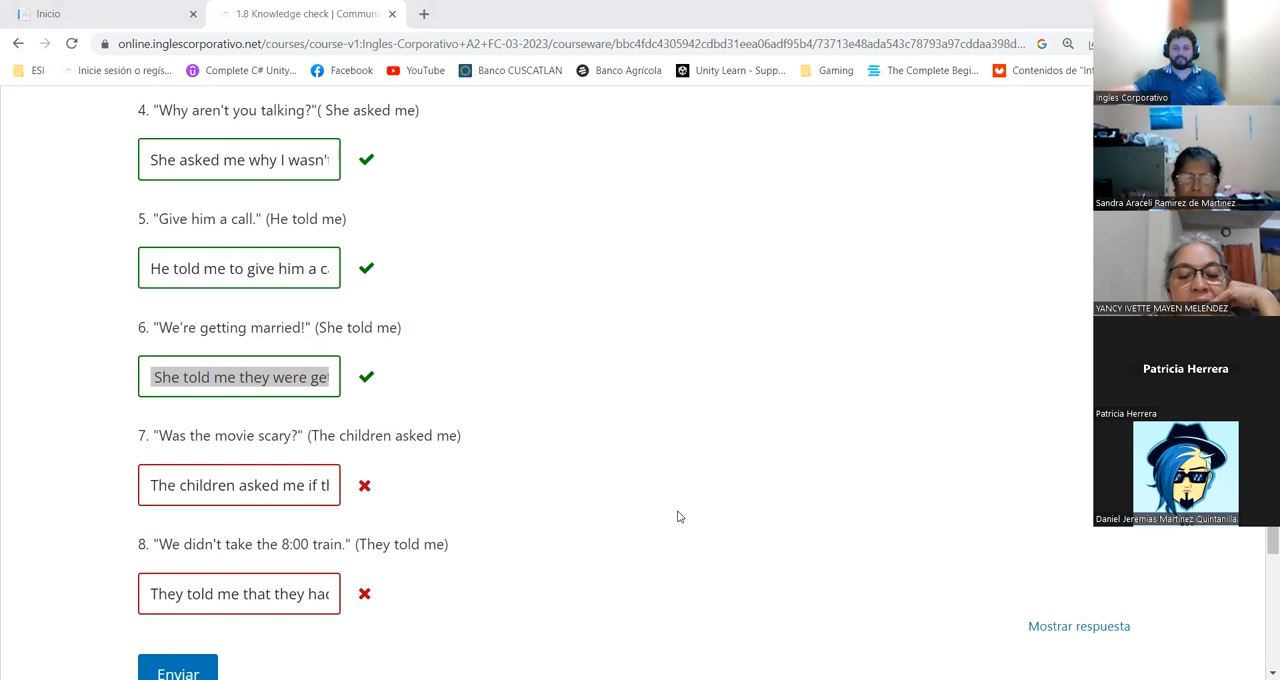 Inicio
1.8 Knowledge check | Communi
online.inglescorporativo.net/courses/course-v1:Ingles-Corporativo+A2+FC-03-2023/courseware/bbc4fdc4305942cdbd31eea06adf95b4/73713e48ada543c78793a97cddaa398d...
ESI
Inicie sesión o regís...
Complete C# Unity...
Facebook
YouTube
BANCO CUSCATLAN
Banco Agrícola
Unity Learn - Supp...
Gaming
The Complete Begi...
Contenidos de "Int
4. "Why aren't you talking?"( She asked me)
She asked me why I wasn't
5. "Give him a call." (He told me)
He told me to give him a c
6. "We're getting married!" (She told me)
She told me they were ge
7. "Was the movie scary?" (The children asked me)
The children asked me if th
8. "We didn't take the 8:00 train." (They told me)
They told me that they had
Mostrar respuesta
Enviar
Ingles Corporativo
Sandra Araceli Ramirez de Martinez
YANCY IVETTE MAYEN MELENDEZ
Patricia Herrera
Patricia Herrera
Daniel Jeremias Martinez Quintanilla